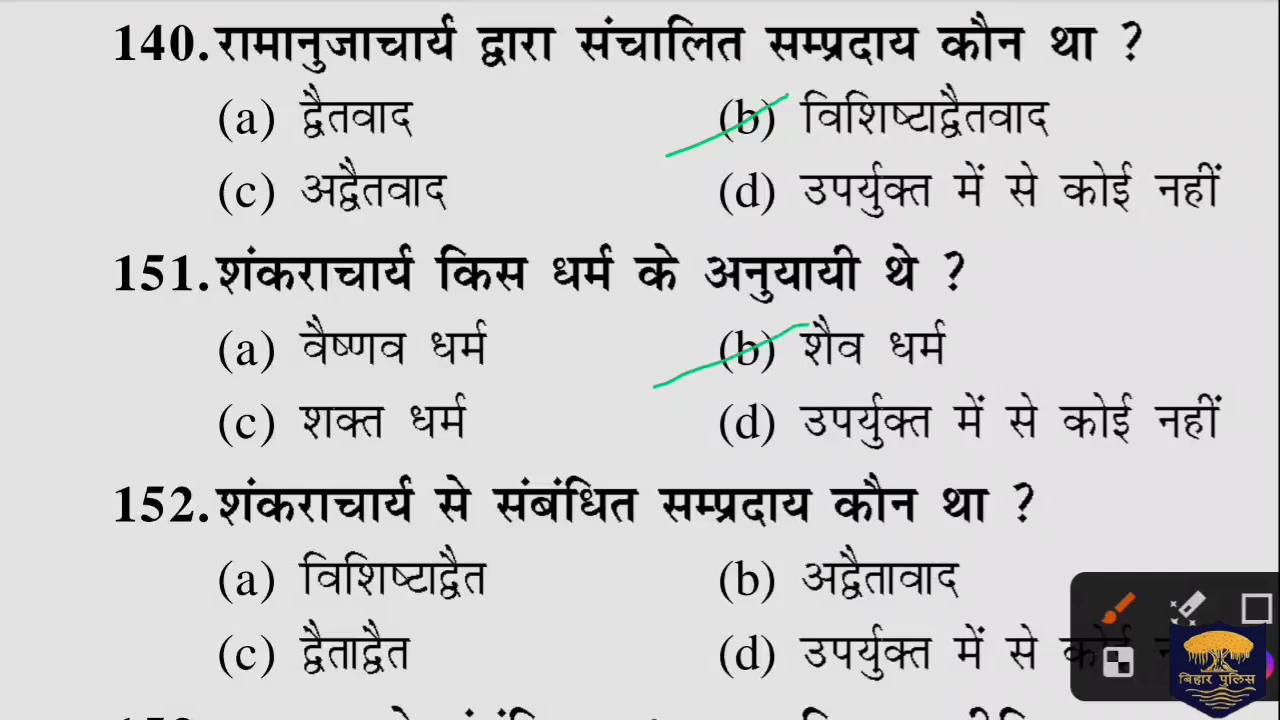 140. रामानुजाचार्य द्वारा संचालित सम्प्रदाय कौन था ?
(a) द्वैतवाद (b) विशिष्टाद्वैतवाद
(c) अद्वैतवाद (d) उपर्युक्त में से कोई नहीं
151. शंकराचार्य किस धर्म के अनुयायी थे ?
(a) वैष्णव धर्म (b) शैव धर्म
(c) शक्त धर्म (d) उपर्युक्त में से कोई नहीं
152. शंकराचार्य से संबंधित सम्प्रदाय कौन था ?
(a) विशिष्टाद्वैत (b) अद्वैतावाद
(c) द्वैताद्वैत (d) उपर्युक्त में से कोई
बिहार पुलिस